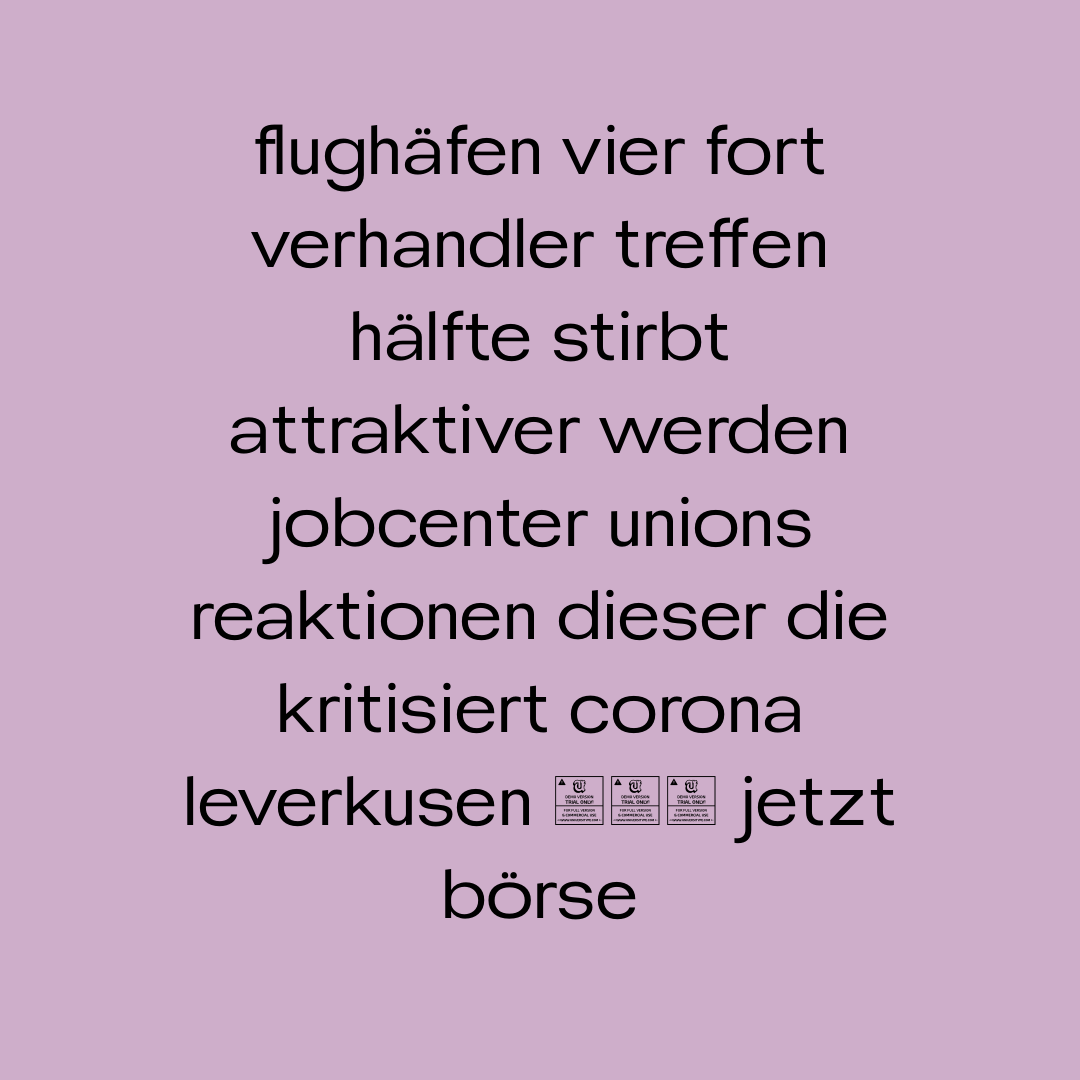 flughäfen vier fort
verhandler treffen
hälfte stirbt
attraktiver werden
jobcenter unions
reaktionen dieser die
kritisiert corona
leverkusen jetzt
börse